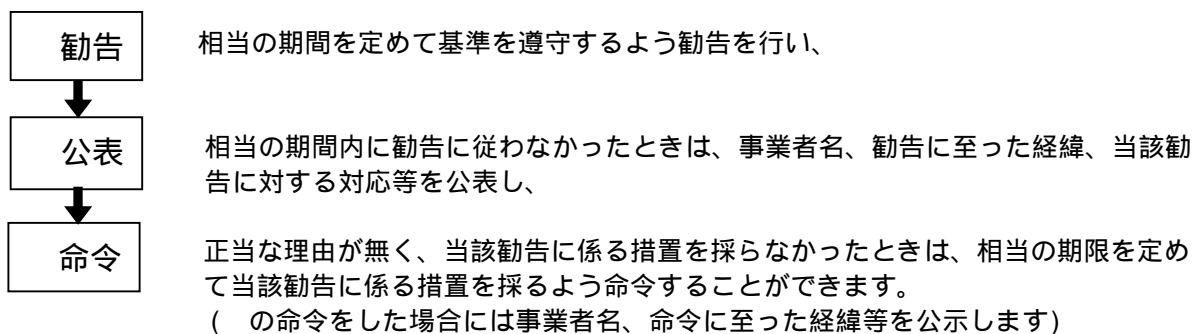 勧告
相当の期間を定めて基準を遵守するよう勧告を行い、
公表
相当の期間内に勧告に従わなかったときは、事業者名、勧告に至った経緯、当該勧
告に対する対応等を公表し、
命令
正当な理由が無く、当該勧告に係る措置を採らなかったときは、相当の期限を定め
て当該勧告に係る措置を採るよう命令することができます。
(　の命令をした場合には事業者名、命令に至った経緯等を公示します)